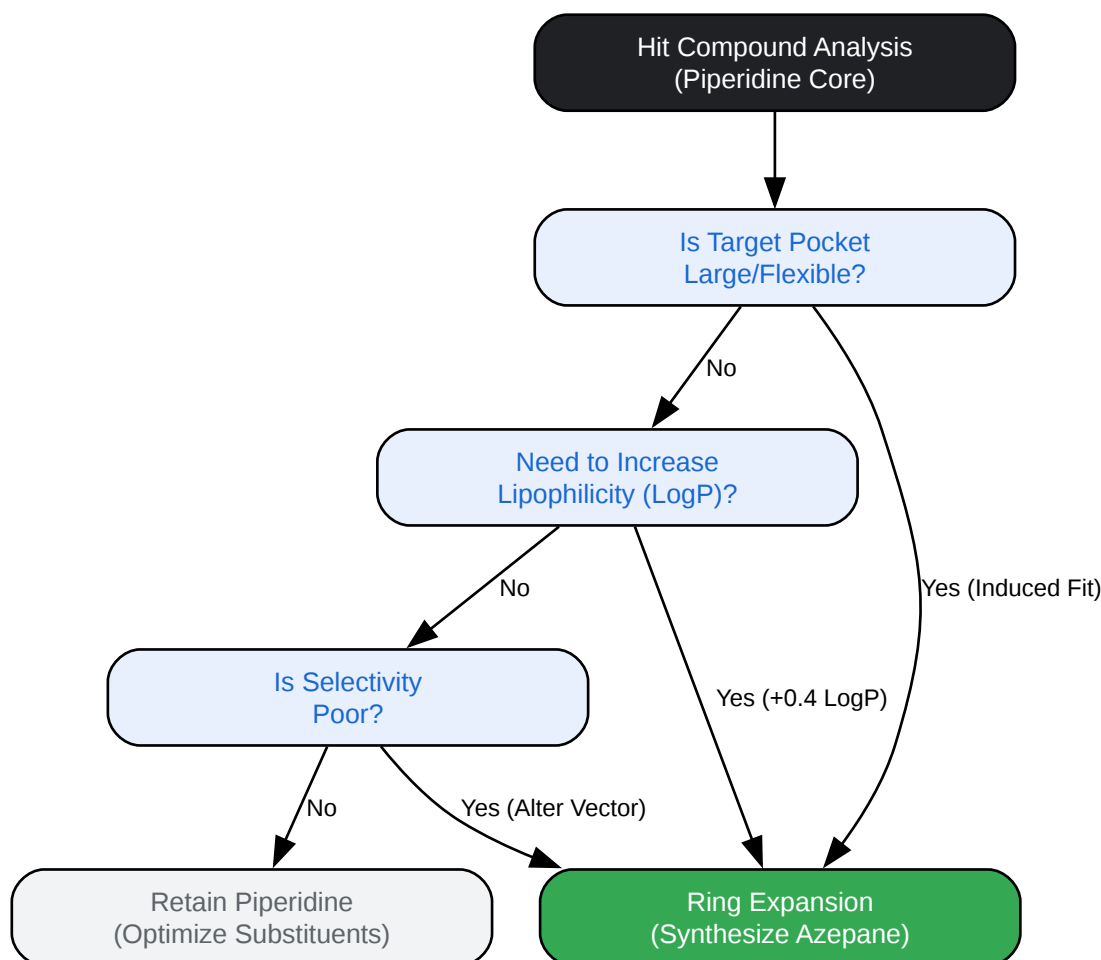 Hit Compound Analysis
(Piperidine Core)
Is Target Pocket
Large/Flexible?
No
Need to Increase
Lipophilicity (LogP)?
No
Yes (Induced Fit)
Is Selectivity
Poor?
Yes (+0.4 LogP)
No
Yes (Alter Vector)
Retain Piperidine
(Optimize Substituents)
Ring Expansion
(Synthesize Azepane)